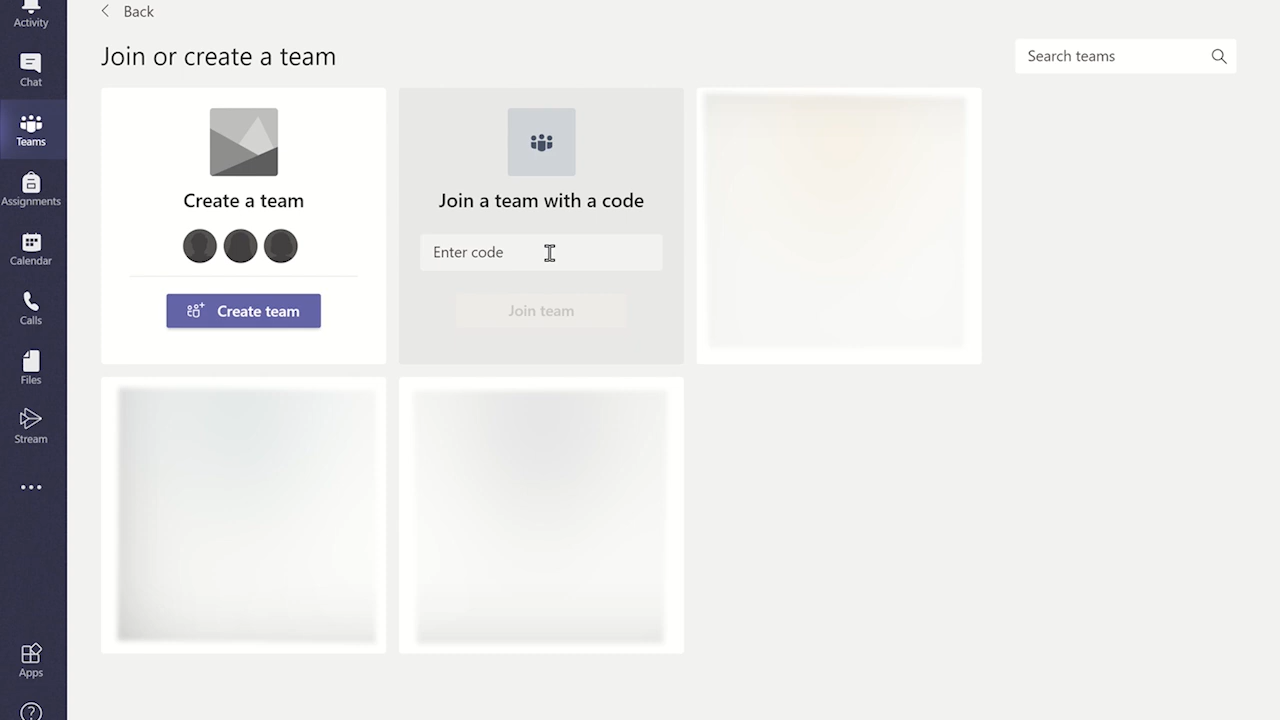 Activity
Chat
Teams
Assignments
Calendar
Calls
Files
Stream
Apps
Back
Join or create a team
Search teams
Create a team
Create team
Join a team with a code
Enter code
Join team